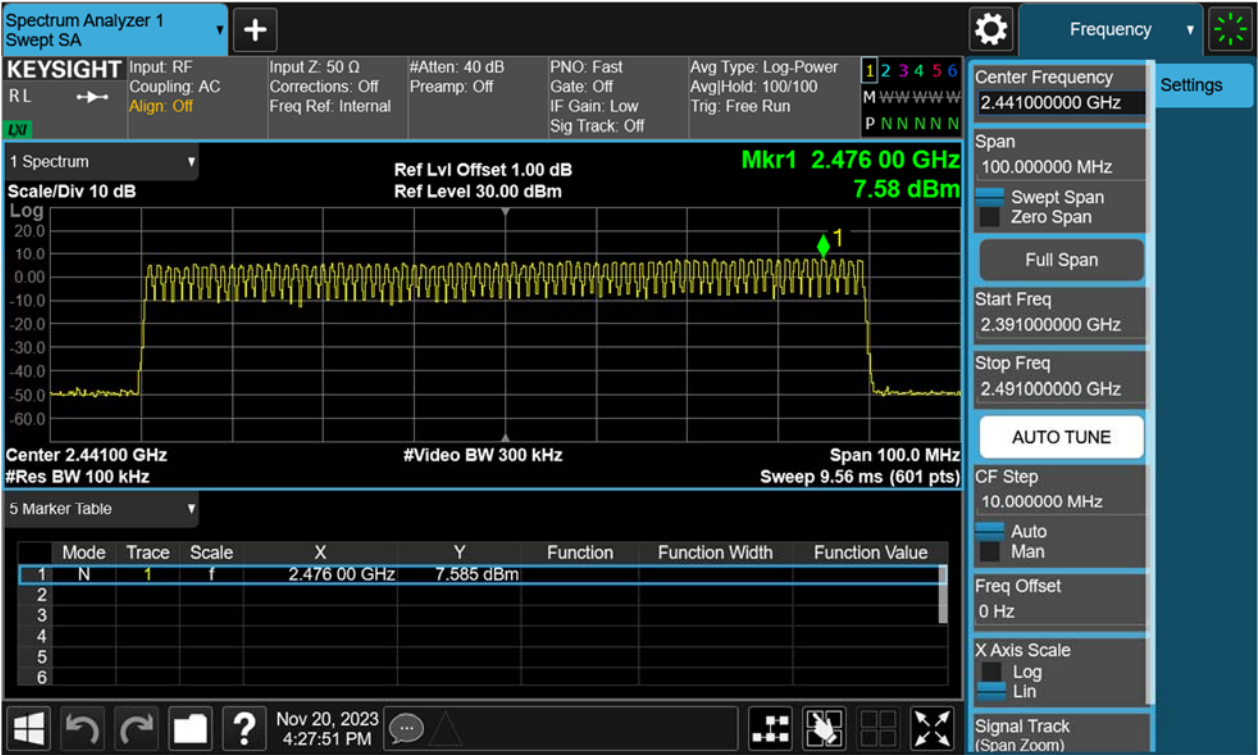 Spectrum Analyzer 1
Swept SA
Frequency
KEYSIGHT
R L
LXI
Input: RF
Coupling: AC
Align: Off
Input Z: 50 Ω
Corrections: Off
Freq Ref: Internal
#Atten: 40 dB
Preamp: Off
PNO: Fast
Gate: Off
IF Gain: Low
Sig Track: Off
Avg Type: Log-Power
Avg|Hold: 100/100
Trig: Free Run
1 2 3 4 5 6
M W W W W W
P N N N N N
1 Spectrum
Scale/Div 10 dB
Ref Lvl Offset 1.00 dB
Ref Level 30.00 dBm
Mkr1 2.476 00 GHz
7.58 dBm
Log
20.0
10.0
0.00
-10.0
-20.0
-30.0
-40.0
-50.0
-60.0
1
Center 2.44100 GHz
#Res BW 100 kHz
#Video BW 300 kHz
Span 100.0 MHz
Sweep 9.56 ms (601 pts)
5 Marker Table
Mode Trace Scale X Y Function Function Width Function Value
1 N 1 f 2.476 00 GHz 7.585 dBm
2
3
4
5
6
?
Nov 20, 2023
4:27:51 PM
Center Frequency
2.441000000 GHz
Settings
Span
100.000000 MHz
Swept Span
Zero Span
Full Span
Start Freq
2.391000000 GHz
Stop Freq
2.491000000 GHz
AUTO TUNE
CF Step
10.000000 MHz
Auto
Man
Freq Offset
0 Hz
X Axis Scale
Log
Lin
Signal Track
(Span Zoom)